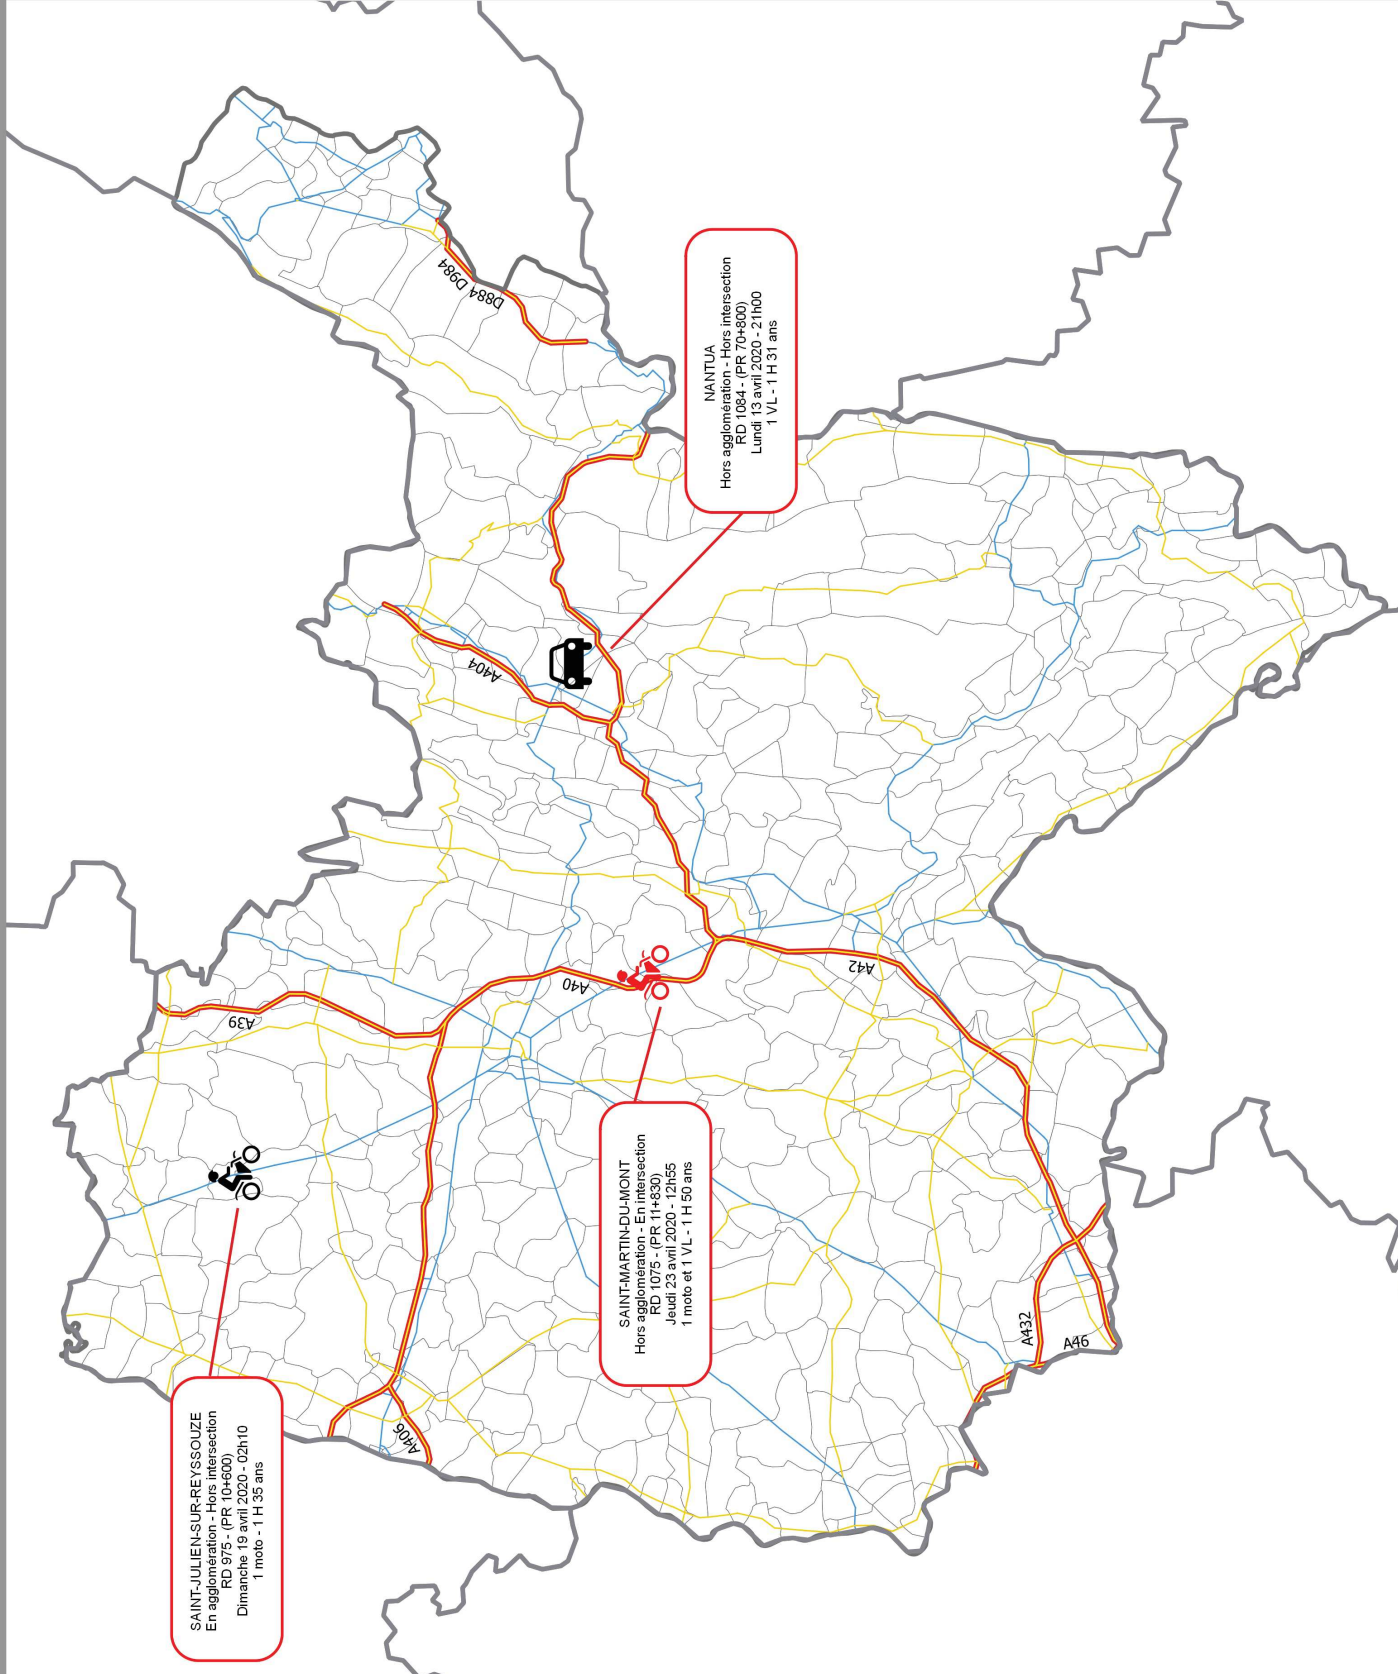 SAINT-JULIEN-SUR-REYSSOUZE
En agglomération - Hors intersection
RD 975 - (PR 10+600)
Dimanche 19 avril 2020 - 02h10
1 moto - 1 H 35 ans
SAINT-MARTIN-DU-MONT
Hors agglomération - En intersection
RD 1075 - (PR 11+830)
Jeudi 23 avril 2020 - 12h55
1 moto et 1 VL - 1 H 50 ans
NANTUA
Hors agglomération - Hors intersection
RD 1084 - (PR 70+800)
Lundi 13 avril 2020 - 21h00
1 VL - 1 H 31 ans
A39
A406
A40
A404
D884
D984
A42
A432
A46